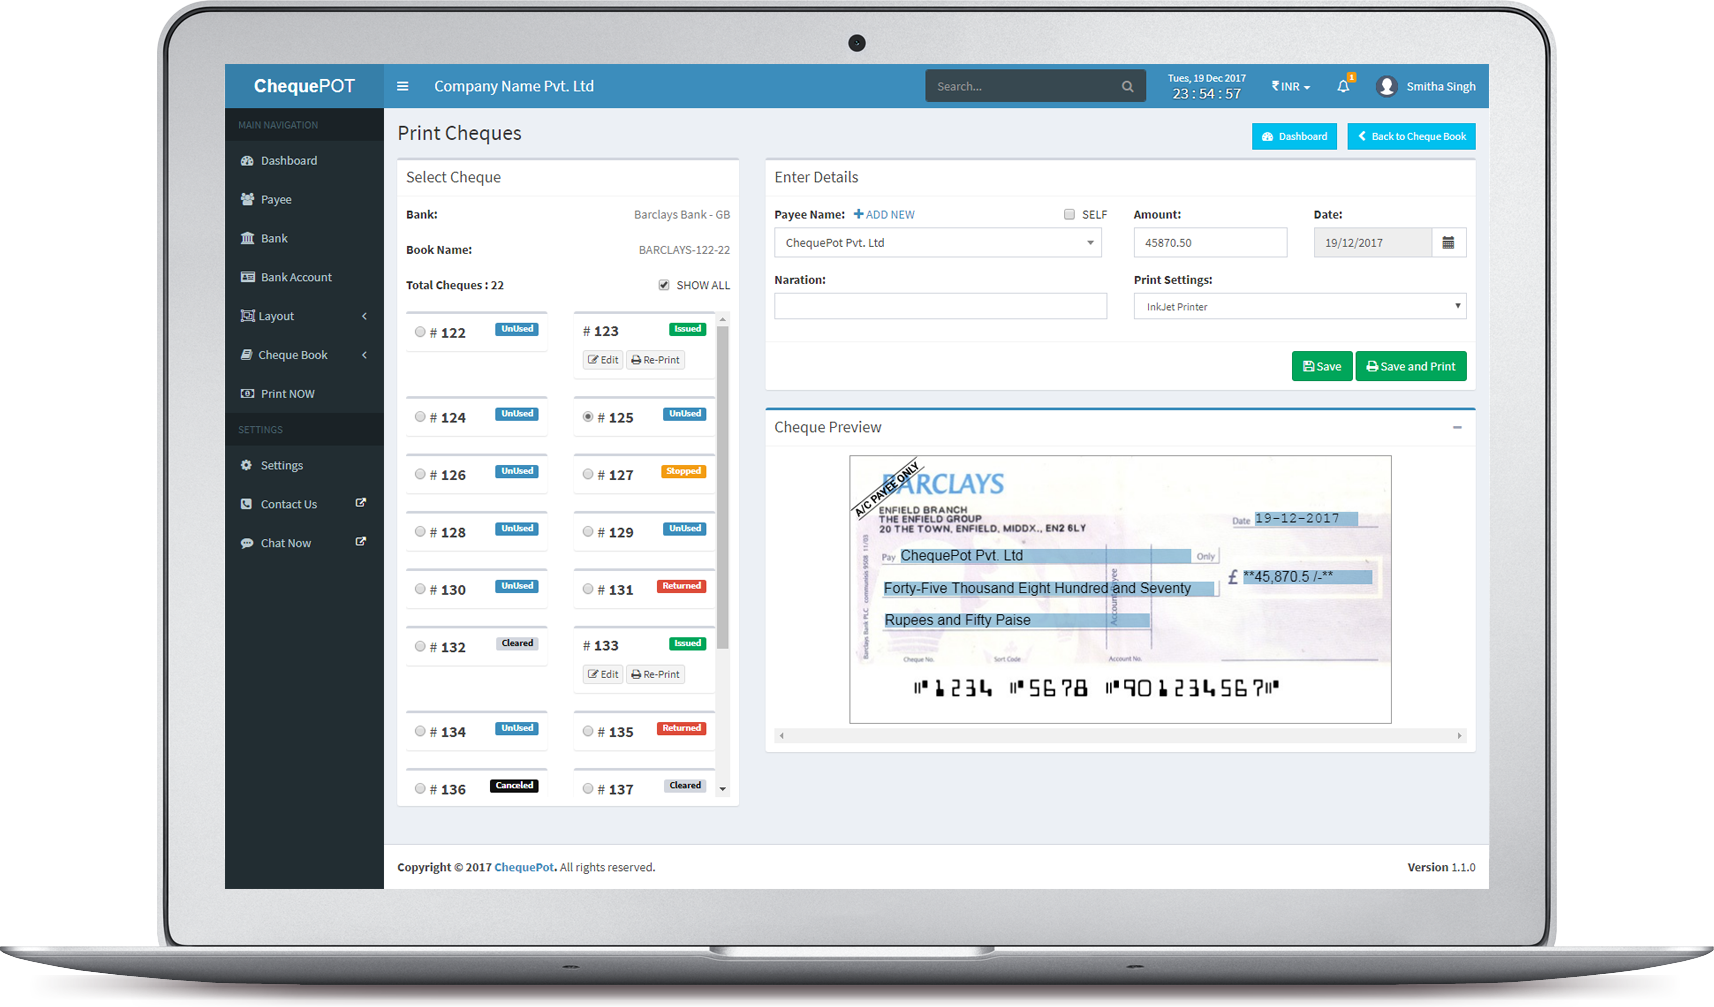 ChequePOT
Company Name Pvt. Ltd
Search...
Tues, 19 Dec 2017
23 : 54 : 57
₹ INR
1
Smitha Singh
MAIN NAVIGATION
Dashboard
Payee
Bank
Bank Account
Layout
Cheque Book
Print NOW
SETTINGS
Settings
Contact Us
Chat Now
Print Cheques
Dashboard
Back to Cheque Book
Select Cheque
Bank: Barclays Bank - GB
Book Name: BARCLAYS-122-22
Total Cheques : 22 SHOW ALL
# 122 UnUsed
# 123 Issued
Edit Re-Print
# 124 UnUsed
# 125 UnUsed
# 126 UnUsed
# 127 Stopped
# 128 UnUsed
# 129 UnUsed
# 130 UnUsed
# 131 Returned
# 132 Cleared
# 133 Issued
Edit Re-Print
# 134 UnUsed
# 135 Returned
# 136 Canceled
# 137 Cleared
Enter Details
Payee Name: ADD NEW SELF
ChequePot Pvt. Ltd
Amount:
45870.50
Date:
19/12/2017
Naration:
Print Settings:
InkJet Printer
Save
Save and Print
Cheque Preview
A/C PAYEE ONLY
BARCLAYS
ENFIELD BRANCH
THE ENFIELD GROUP
20 THE TOWN, ENFIELD, MIDDX., EN2 6LY
Date 19-12-2017
Pay ChequePot Pvt. Ltd Only
£ **45,870.5 /-**
Forty-Five Thousand Eight Hundred and Seventy
Rupees and Fifty Paise
Account Payee
Barclays Bank PLC. communisis 9508 11/03
Cheque No. Sort Code Account No.
⑈1234 ⑈5678 ⑈901234567⑈
Copyright © 2017 ChequePot. All rights reserved.
Version 1.1.0